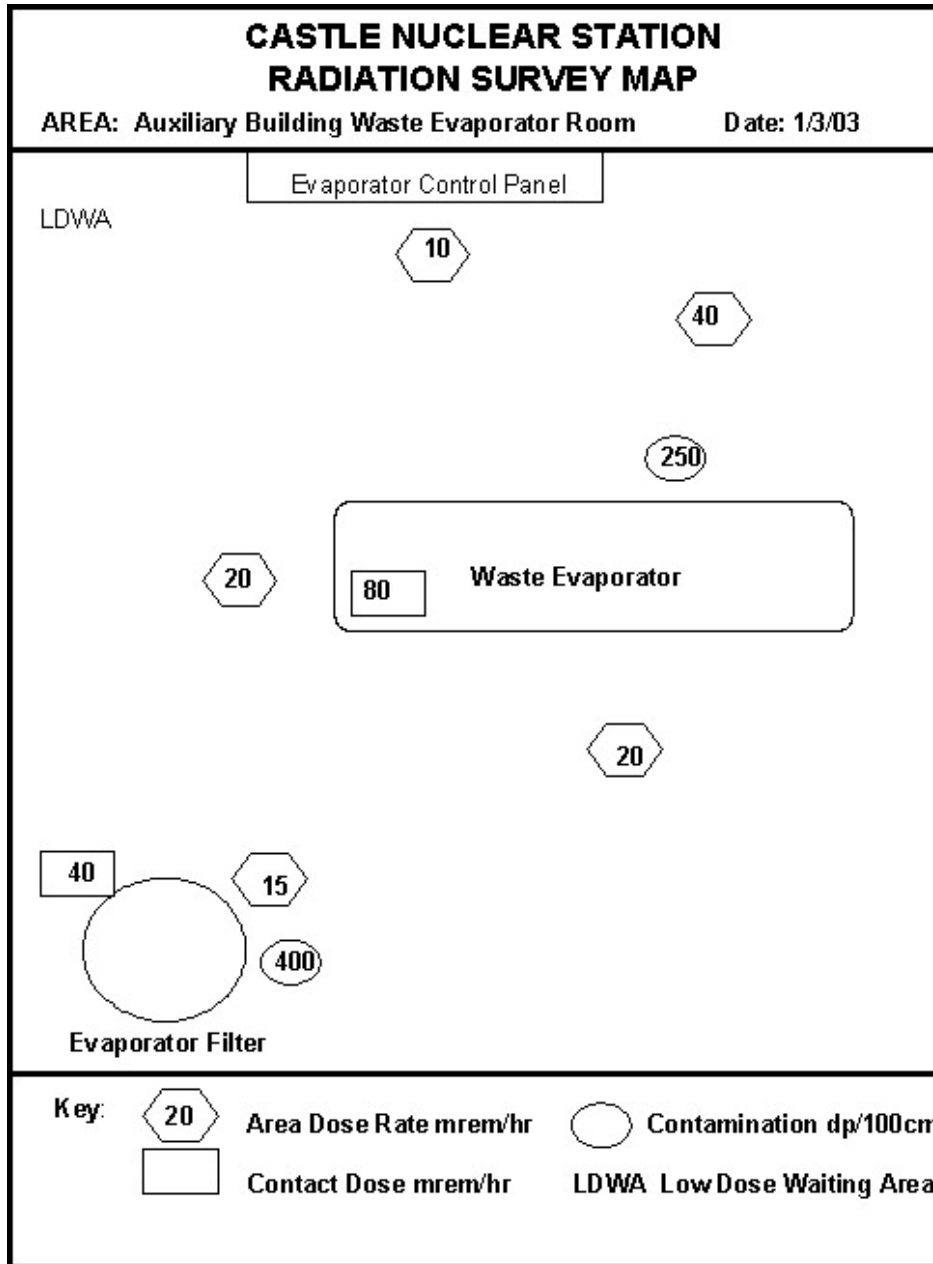 CASTLE NUCLEAR STATION
RADIATION SURVEY MAP
AREA: Auxiliary Building Waste Evaporator Room Date: 1/3/03
Evaporator Control Panel
LDWA
10
40
250
20
80
Waste Evaporator
20
40
15
400
Evaporator Filter
Key: 20 Area Dose Rate mrem/hr Contamination dp/100cm
Contact Dose mrem/hr LDWA Low Dose Waiting Area